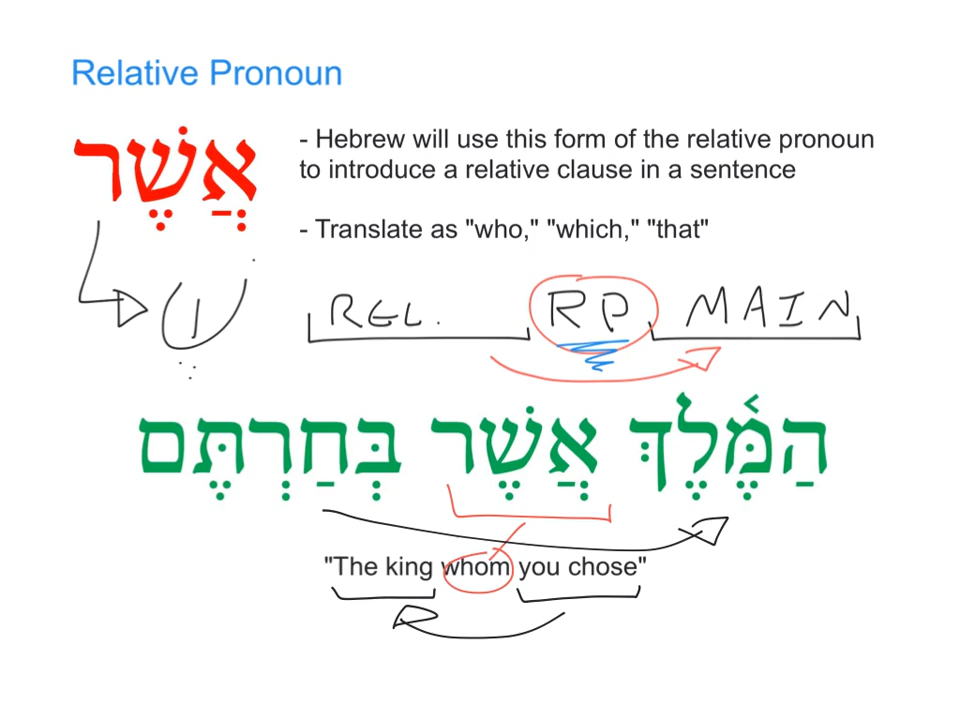 Relative Pronoun
אֲשֶׁר
- Hebrew will use this form of the relative pronoun
to introduce a relative clause in a sentence
- Translate as "who," "which," "that"
REL. RP MAIN
הַמֶּ֫לֶךְ אֲשֶׁר בְּחַרְתֶּם
"The king whom you chose"